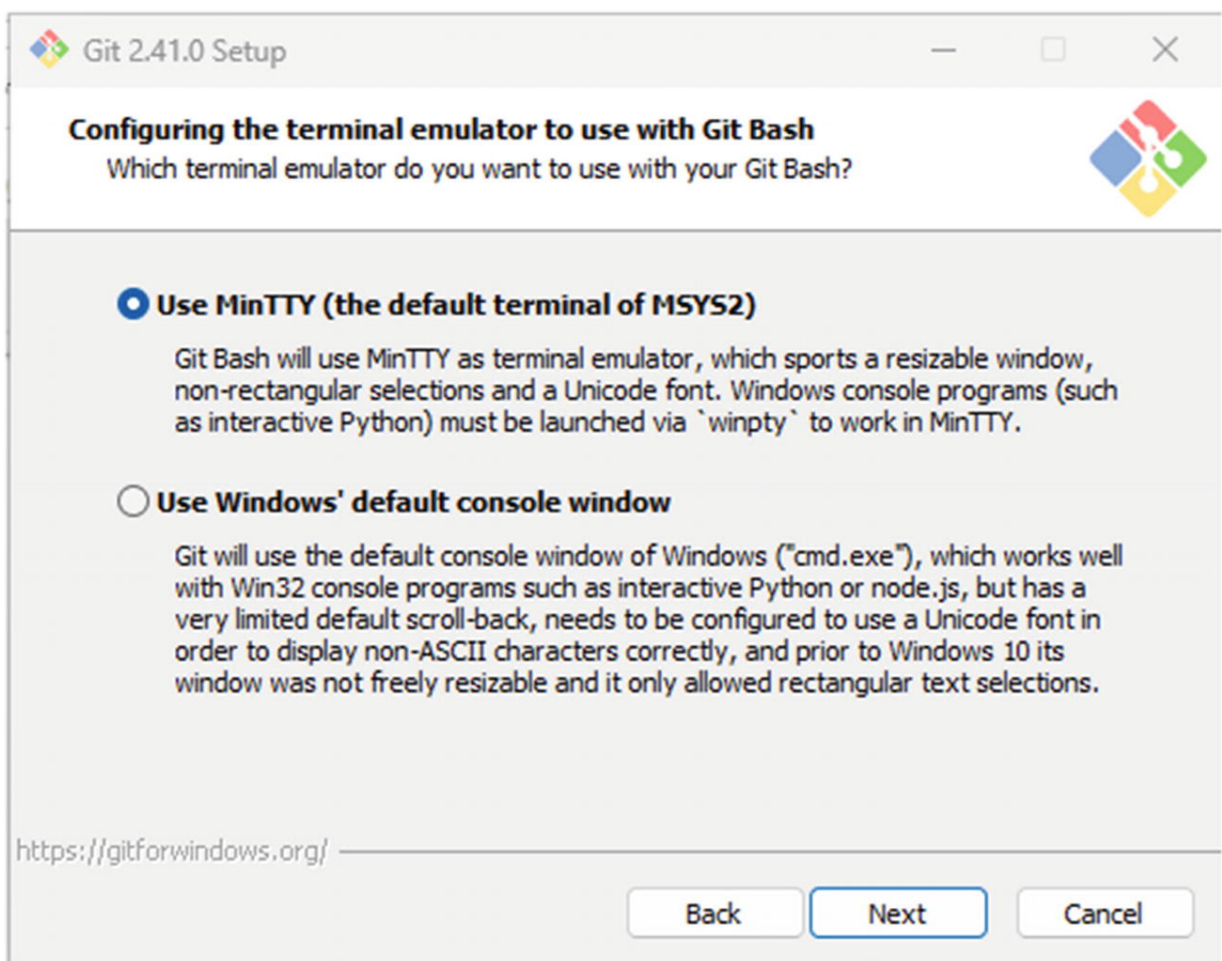 Git 2.41.0 Setup
Configuring the terminal emulator to use with Git Bash
Which terminal emulator do you want to use with your Git Bash?
Use MinTTY (the default terminal of MSYS2)
Git Bash will use MinTTY as terminal emulator, which sports a resizable window,
non-rectangular selections and a Unicode font. Windows console programs (such
as interactive Python) must be launched via `winpty` to work in MinTTY.
Use Windows' default console window
Git will use the default console window of Windows ("cmd.exe"), which works well
with Win32 console programs such as interactive Python or node.js, but has a
very limited default scroll-back, needs to be configured to use a Unicode font in
order to display non-ASCII characters correctly, and prior to Windows 10 its
window was not freely resizable and it only allowed rectangular text selections.
https://gitforwindows.org/
Back Next Cancel